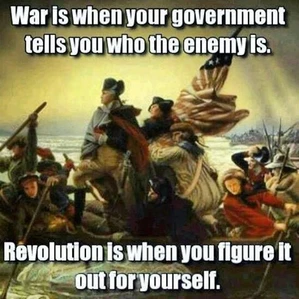 War is when your government
tells you who the enemy is.
Revolution is when you figure it
out for yourself.